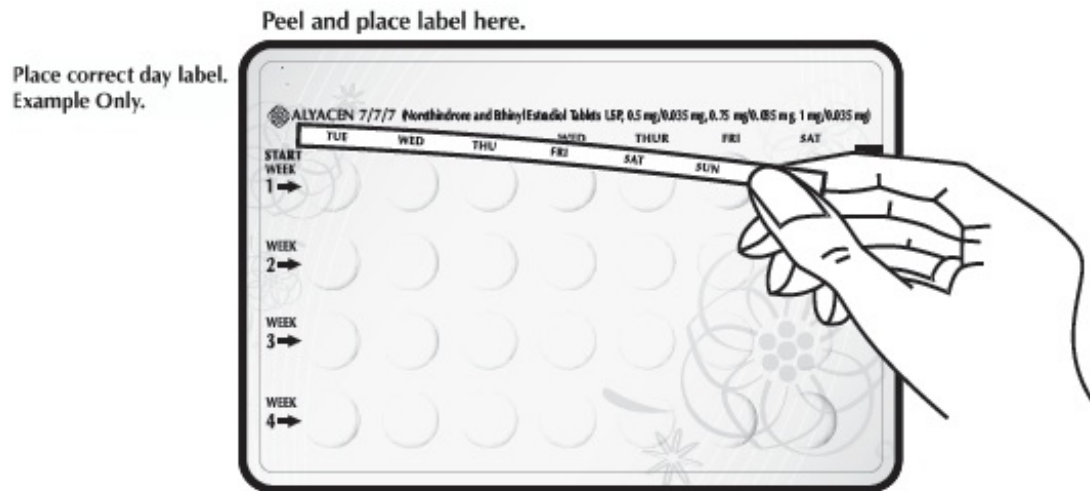 Peel and place label here.
Place correct day label.
Example Only.
ALYACEN 7/7/7 (Norethindrone and Ethinyl Estradiol Tablets USP, 0.5 mg/0.035 mg, 0.75 mg/0.035 mg, 1 mg/0.035 mg)
WED THUR FRI SAT
TUE WED THU FRI SAT SUN
START
WEEK
1
WEEK
2
WEEK
3
WEEK
4